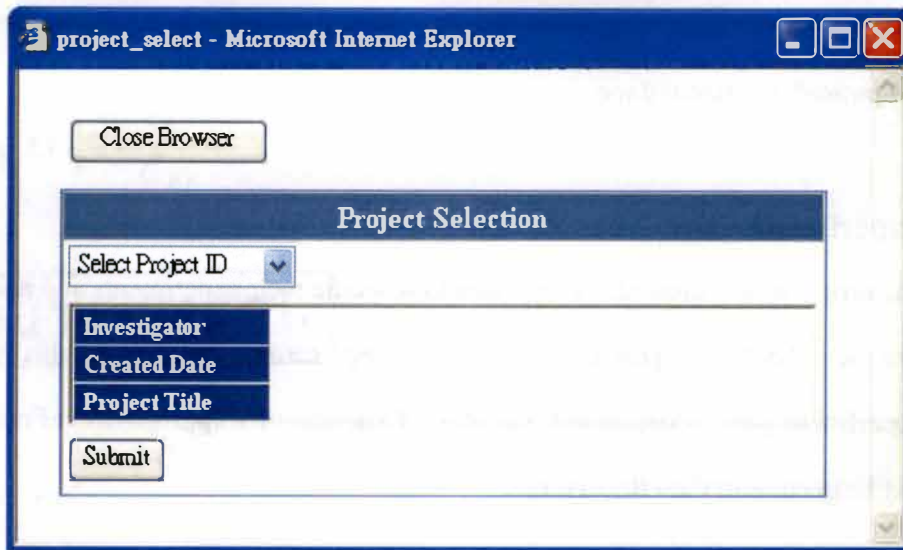 project_select - Microsoft Internet Explorer
Close Browser
Project Selection
Select Project ID
Investigator
Created Date
Project Title
Submit